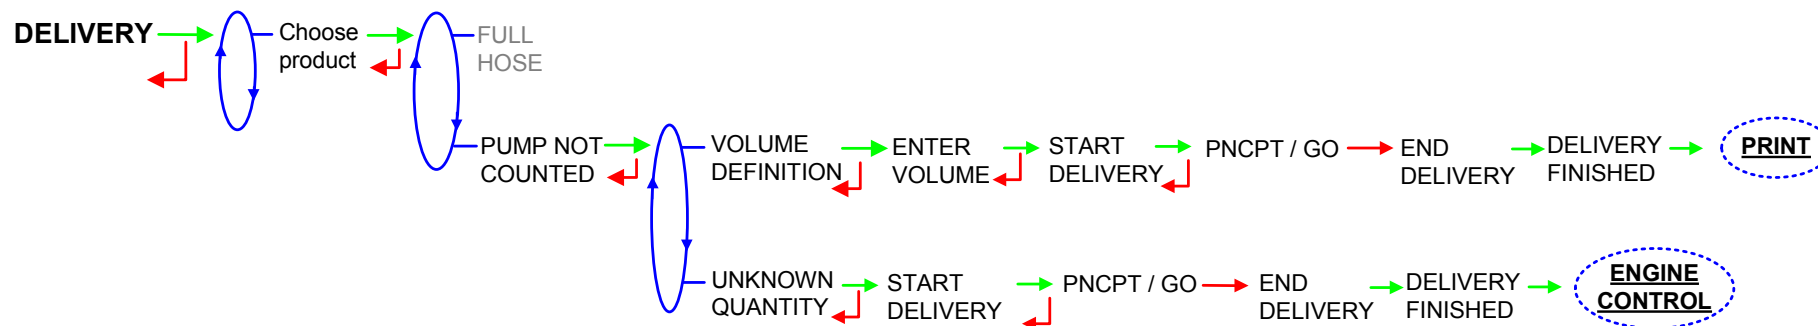 DELIVERY
Choose
product
FULL
HOSE
PUMP NOT
COUNTED
VOLUME
DEFINITION
ENTER
VOLUME
START
DELIVERY
PNCPT / GO
END
DELIVERY
DELIVERY
FINISHED
PRINT
UNKNOWN
QUANTITY
START
DELIVERY
PNCPT / GO
END
DELIVERY
DELIVERY
FINISHED
ENGINE
CONTROL